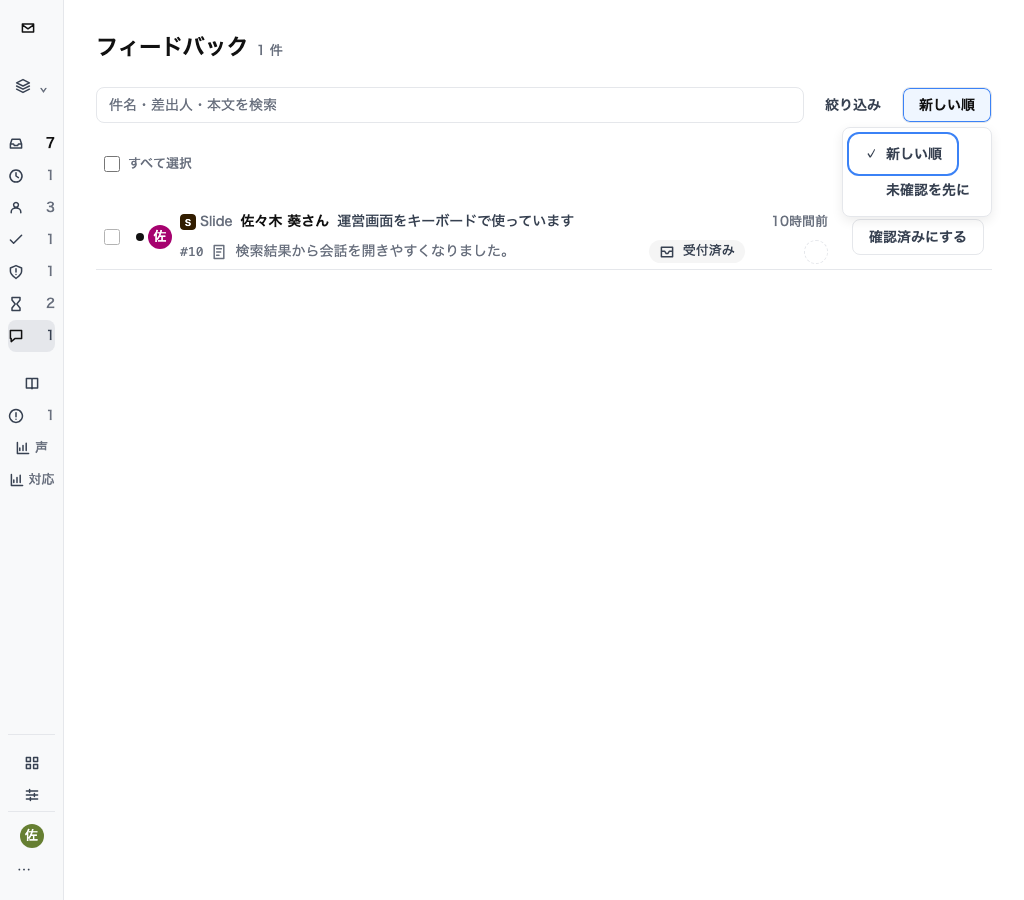 フィードバック 1 件
件名・差出人・本文を検索
絞り込み
新しい順
✓ 新しい順
未確認を先に
すべて選択
S Slide 佐々木 葵さん 運営画面をキーボードで使っています
10時間前
佐
#10 検索結果から会話を開きやすくなりました。
受付済み
確認済みにする
7
1
3
1
1
2
1
1
声
対応
佐
…